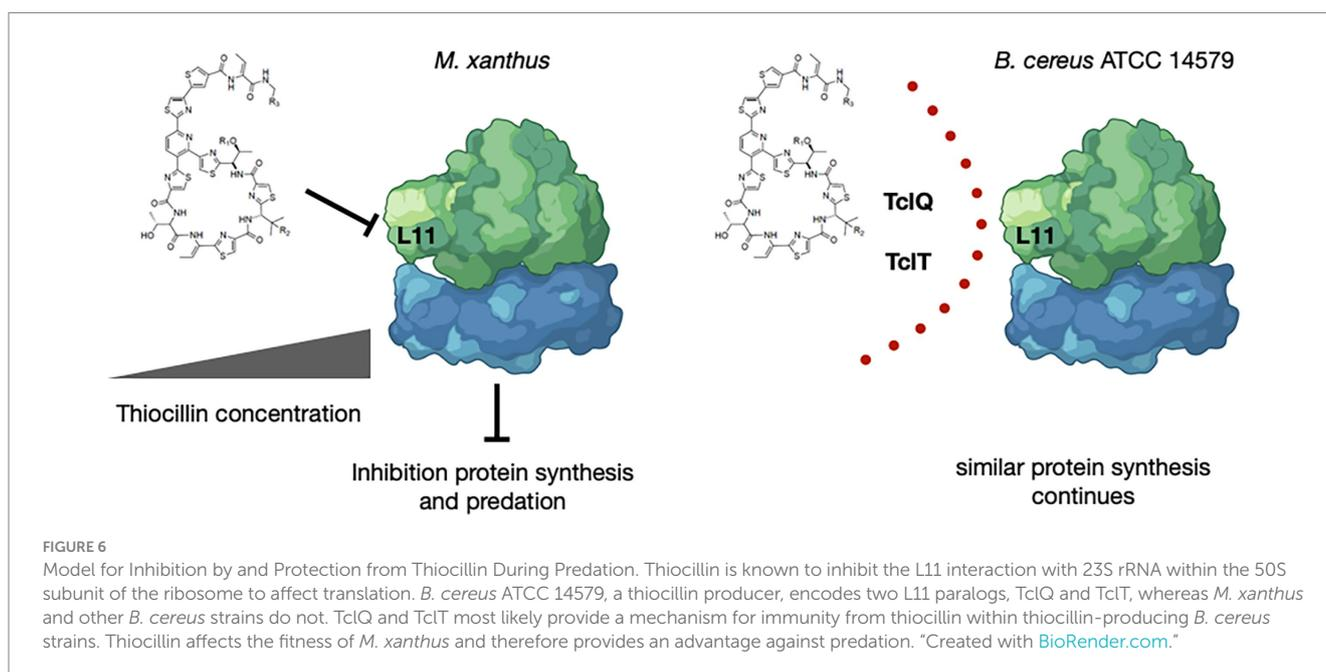 M. xanthus
B. cereus ATCC 14579
L11
TclQ
TclT
L11
Thiocillin concentration
Inhibition protein synthesis
and predation
similar protein synthesis
continues
FIGURE 6
Model for Inhibition by and Protection from Thiocillin During Predation. Thiocillin is known to inhibit the L11 interaction with 23S rRNA within the 50S
subunit of the ribosome to affect translation. B. cereus ATCC 14579, a thiocillin producer, encodes two L11 paralogs, TclQ and TclT, whereas M. xanthus
and other B. cereus strains do not. TclQ and TclT most likely provide a mechanism for immunity from thiocillin within thiocillin-producing B. cereus
strains. Thiocillin affects the fitness of M. xanthus and therefore provides an advantage against predation. “Created with BioRender.com.”